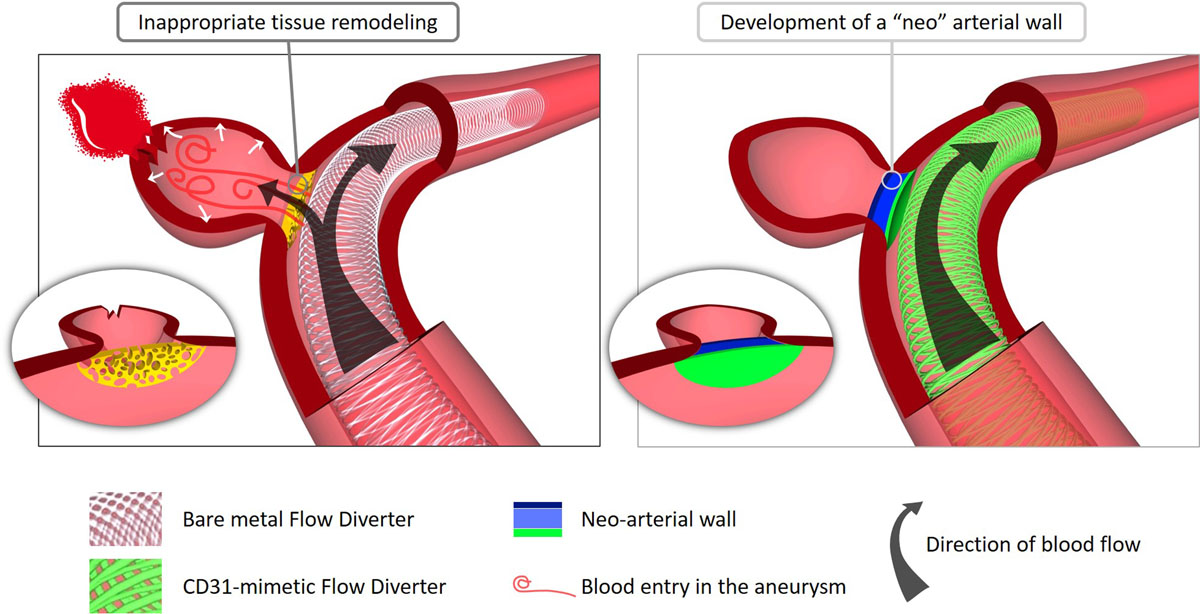 Inappropriate tissue remodeling
Development of a “neo” arterial wall
Bare metal Flow Diverter
Neo-arterial wall
Direction of blood flow
CD31-mimetic Flow Diverter
Blood entry in the aneurysm